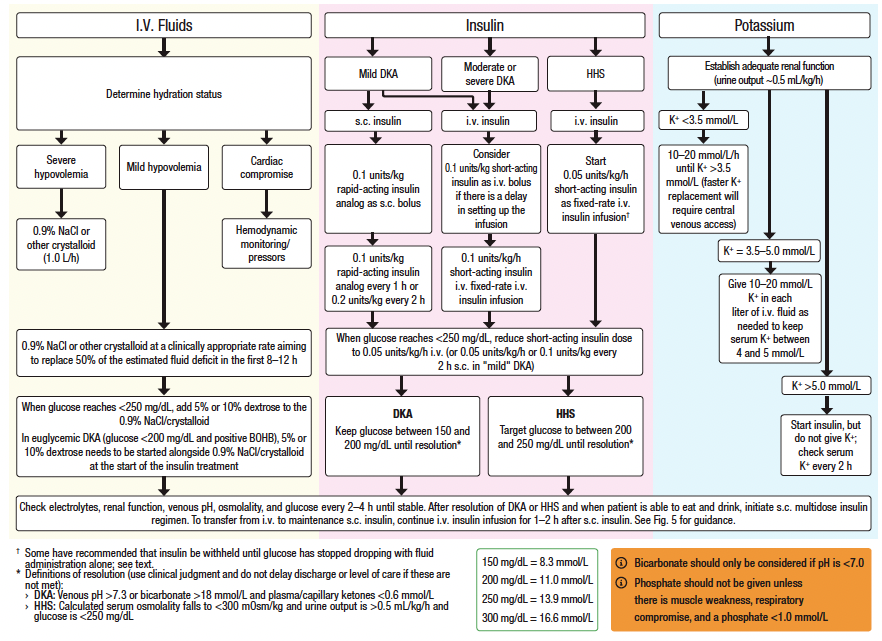 I.V. Fluids
Determine hydration status
Severe
hypovolemia
Mild hypovolemia
Cardiac
compromise
0.9% NaCl or
other crystalloid
(1.0 L/h)
Hemodynamic
monitoring/
pressors
0.9% NaCl or other crystalloid at a clinically appropriate rate aiming
to replace 50% of the estimated fluid deficit in the first 8–12 h
When glucose reaches <250 mg/dL, add 5% or 10% dextrose to the
0.9% NaCl/crystalloid
In euglycemic DKA (glucose <200 mg/dL and positive BOHB), 5% or
10% dextrose needs to be started alongside 0.9% NaCl/crystalloid
at the start of the insulin treatment
Insulin
Mild DKA
Moderate or
severe DKA
HHS
s.c. insulin
i.v. insulin
i.v. insulin
0.1 units/kg
rapid-acting insulin
analog as s.c. bolus
Consider
0.1 units/kg short-acting
insulin as i.v. bolus
if there is a delay
in setting up the
infusion
Start
0.05 units/kg/h
short-acting insulin
as fixed-rate i.v.
insulin infusion†
0.1 units/kg
rapid-acting insulin
analog every 1 h or
0.2 units/kg every 2 h
0.1 units/kg/h
short-acting insulin
i.v. fixed-rate i.v.
insulin infusion
When glucose reaches <250 mg/dL, reduce short-acting insulin dose
to 0.05 units/kg/h i.v. (or 0.05 units/kg/h or 0.1 units/kg every
2 h s.c. in "mild" DKA)
DKA
Keep glucose between 150 and
200 mg/dL until resolution*
HHS
Target glucose to between 200
and 250 mg/dL until resolution*
Potassium
Establish adequate renal function
(urine output ~0.5 mL/kg/h)
K+ <3.5 mmol/L
10–20 mmol/L/h
until K+ >3.5
mmol/L (faster K+
replacement will
require central
venous access)
K+ = 3.5–5.0 mmol/L
Give 10–20 mmol/L
K+ in each
liter of i.v. fluid as
needed to keep
serum K+ between
4 and 5 mmol/L
K+ >5.0 mmol/L
Start insulin, but
do not give K+;
check serum
K+ every 2 h
Check electrolytes, renal function, venous pH, osmolality, and glucose every 2–4 h until stable. After resolution of DKA or HHS and when patient is able to eat and drink, initiate s.c. multidose insulin
regimen. To transfer from i.v. to maintenance s.c. insulin, continue i.v. insulin infusion for 1–2 h after s.c. insulin. See Fig. 5 for guidance.
† Some have recommended that insulin be withheld until glucose has stopped dropping with fluid
administration alone; see text.
* Definitions of resolution (use clinical judgment and do not delay discharge or level of care if these are
not met):
› DKA: Venous pH >7.3 or bicarbonate >18 mmol/L and plasma/capillary ketones <0.6 mmol/L
› HHS: Calculated serum osmolality falls to <300 mOsm/kg and urine output is >0.5 mL/kg/h and
glucose is <250 mg/dL
150 mg/dL = 8.3 mmol/L
200 mg/dL = 11.0 mmol/L
250 mg/dL = 13.9 mmol/L
300 mg/dL = 16.6 mmol/L
Bicarbonate should only be considered if pH is <7.0
Phosphate should not be given unless
there is muscle weakness, respiratory
compromise, and a phosphate <1.0 mmol/L